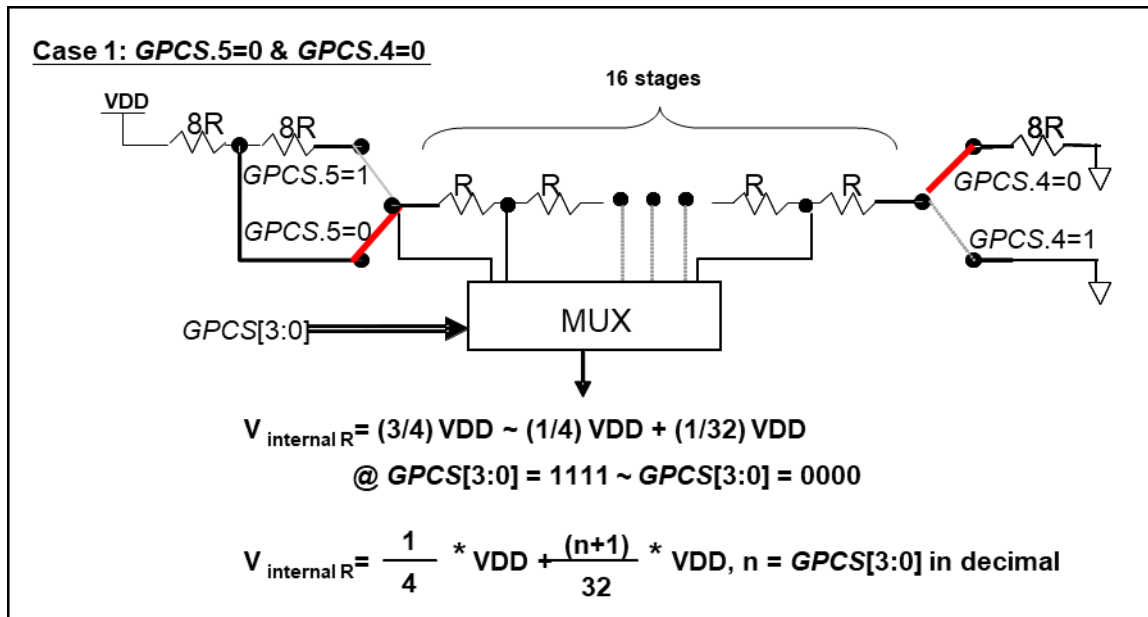 Case 1: GPCS.5=0 & GPCS.4=0
16 stages
VDD
8R 8R 8R
GPCS.5=1
R R R R
GPCS.4=0
GPCS.5=0
GPCS.4=1
MUX
GPCS[3:0]
V internal R= (3/4) VDD ~ (1/4) VDD + (1/32) VDD
@ GPCS[3:0] = 1111 ~ GPCS[3:0] = 0000
V internal R= 1/4 * VDD + (n+1)/32 * VDD, n = GPCS[3:0] in decimal